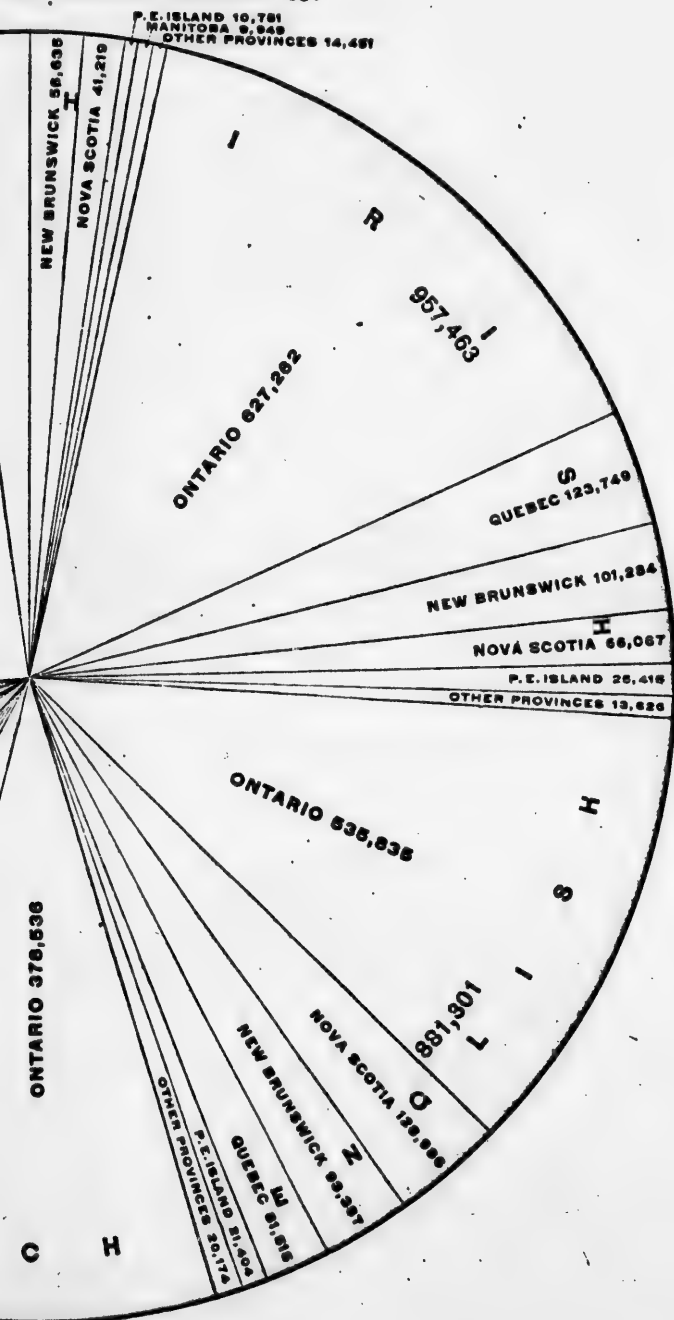 P.E.ISLAND 10,751
MANITOBA 9,949
OTHER PROVINCES 14,451
NEW BRUNSWICK 56,635
H
NOVA SCOTIA 41,219
I R I S H
957,463
ONTARIO 627,262
QUEBEC 123,749
NEW BRUNSWICK 101,284
NOVA SCOTIA 66,067
P.E.ISLAND 25,415
OTHER PROVINCES 13,626
ONTARIO 535,835
E N G L I S H
881,301
NOVA SCOTIA 128,986
NEW BRUNSWICK 93,387
QUEBEC 81,515
P.E.ISLAND 21,404
OTHER PROVINCES 20,174
ONTARIO 378,536
C H